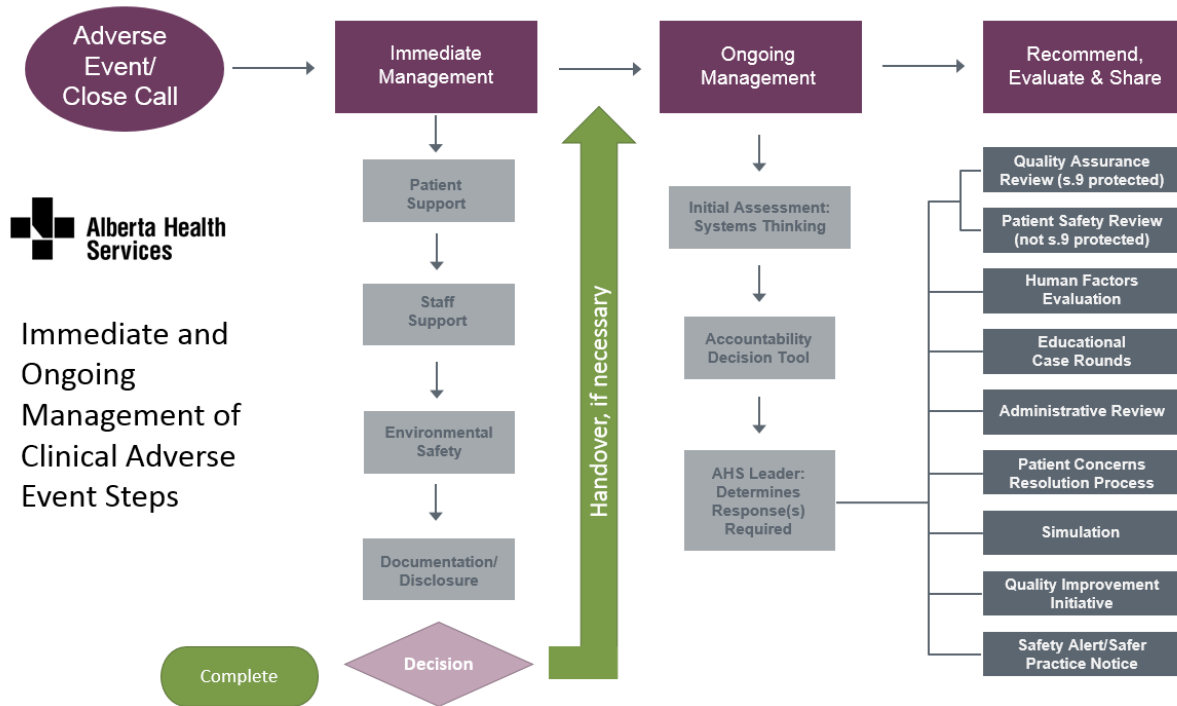 Adverse
Event/
Close Call
Immediate
Management
Ongoing
Management
Recommend,
Evaluate & Share
Alberta Health
Services
Immediate and
Ongoing
Management of
Clinical Adverse
Event Steps
Patient
Support
Staff
Support
Environmental
Safety
Documentation/
Disclosure
Decision
Complete
Handover, if necessary
Initial Assessment:
Systems Thinking
Accountability
Decision Tool
AHS Leader:
Determines
Response(s)
Required
Quality Assurance
Review (s.9 protected)
Patient Safety Review
(not s.9 protected)
Human Factors
Evaluation
Educational
Case Rounds
Administrative Review
Patient Concerns
Resolution Process
Simulation
Quality Improvement
Initiative
Safety Alert/Safer
Practice Notice